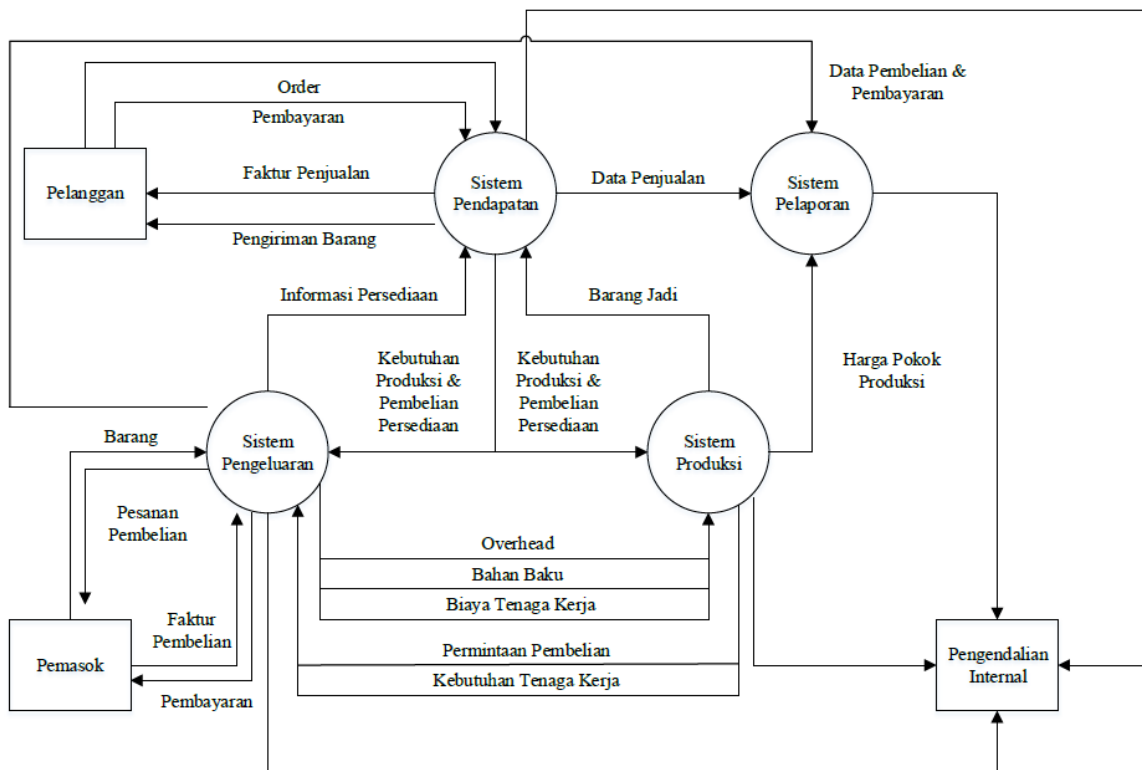 Data Pembelian &
Pembayaran
Order
Pembayaran
Pelanggan
Faktur Penjualan
Sistem
Pendapatan
Data Penjualan
Sistem
Pelaporan
Pengiriman Barang
Informasi Persediaan
Barang Jadi
Kebutuhan
Produksi &
Pembelian
Persediaan
Kebutuhan
Produksi &
Pembelian
Persediaan
Harga Pokok
Produksi
Barang
Sistem
Pengeluaran
Sistem
Produksi
Pesanan
Pembelian
Overhead
Bahan Baku
Biaya Tenaga Kerja
Faktur
Pembelian
Pemasok
Permintaan Pembelian
Kebutuhan Tenaga Kerja
Pengendalian
Internal
Pembayaran